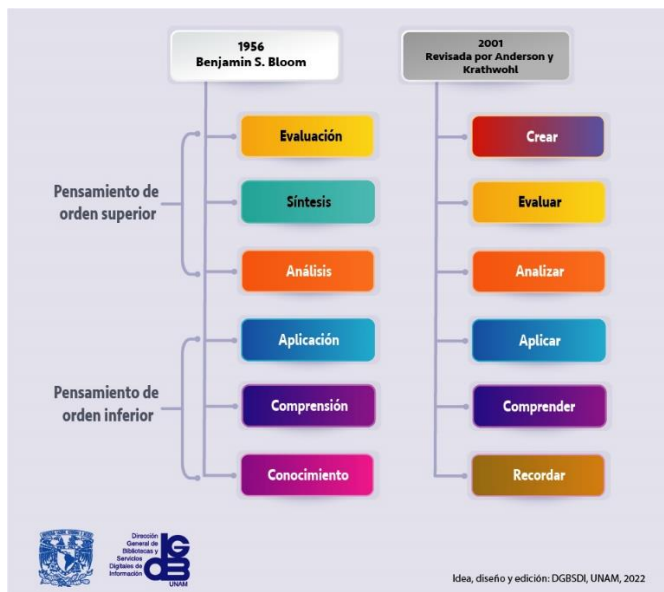 1956
Benjamin S. Bloom
2001
Revisada por Anderson y
Krathwohl
Pensamiento de
orden superior
Evaluación
Síntesis
Análisis
Crear
Evaluar
Analizar
Pensamiento de
orden inferior
Aplicación
Comprensión
Conocimiento
Aplicar
Comprender
Recordar
Dirección
General de
Bibliotecas y
Servicios
Digitales de
Información
UNAM
Idea, diseño y edición: DGBSDI, UNAM, 2022